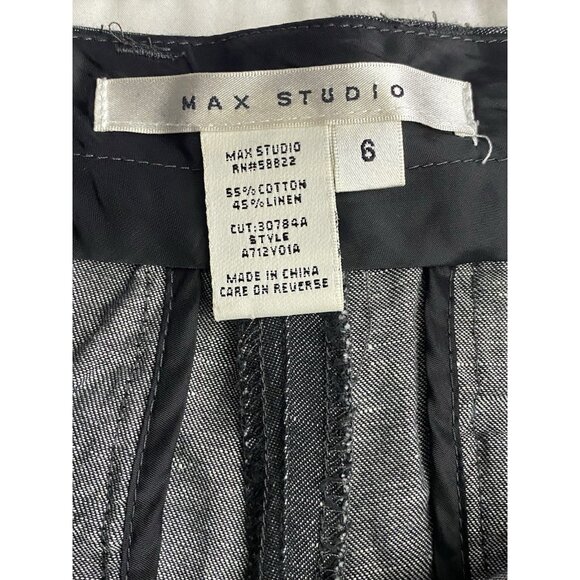 MAX STUDIO
6
MAX STUDIO
RN#58822
55% COTTON
45% LINEN
CUT:30784A
STYLE
A712V01A
MADE IN CHINA
CARE ON REVERSE